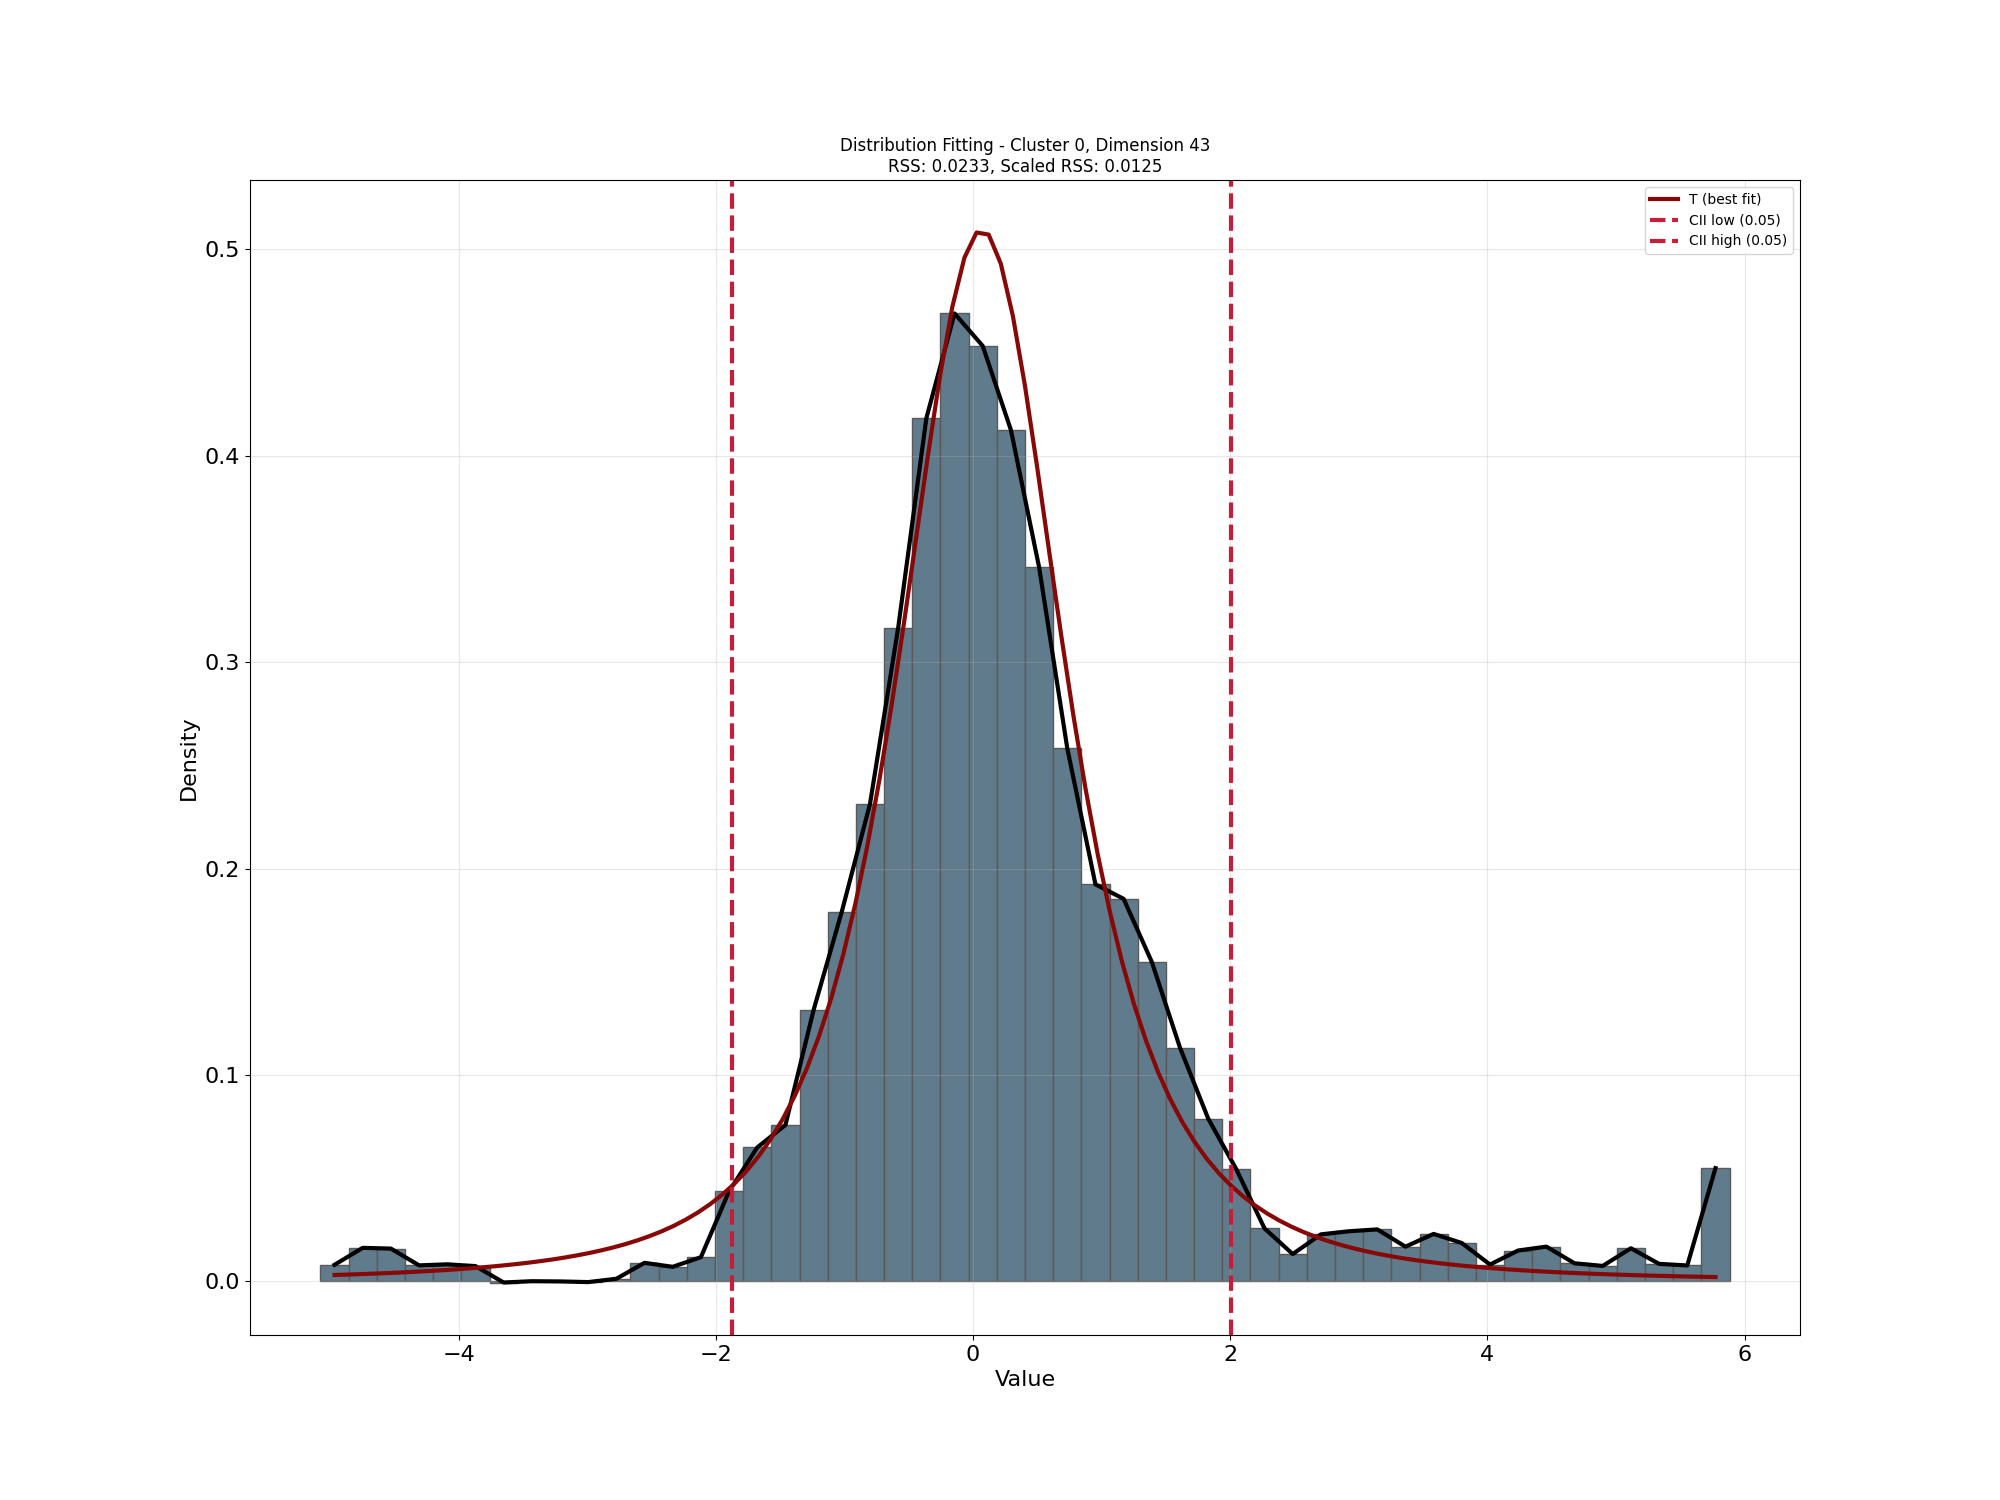 Distribution Fitting - Cluster 0, Dimension 43
RSS: 0.0233, Scaled RSS: 0.0125
T (best fit)
CII low (0.05)
CII high (0.05)
Density
0.5
0.4
0.3
0.2
0.1
0.0
−4 −2 0 2 4 6
Value